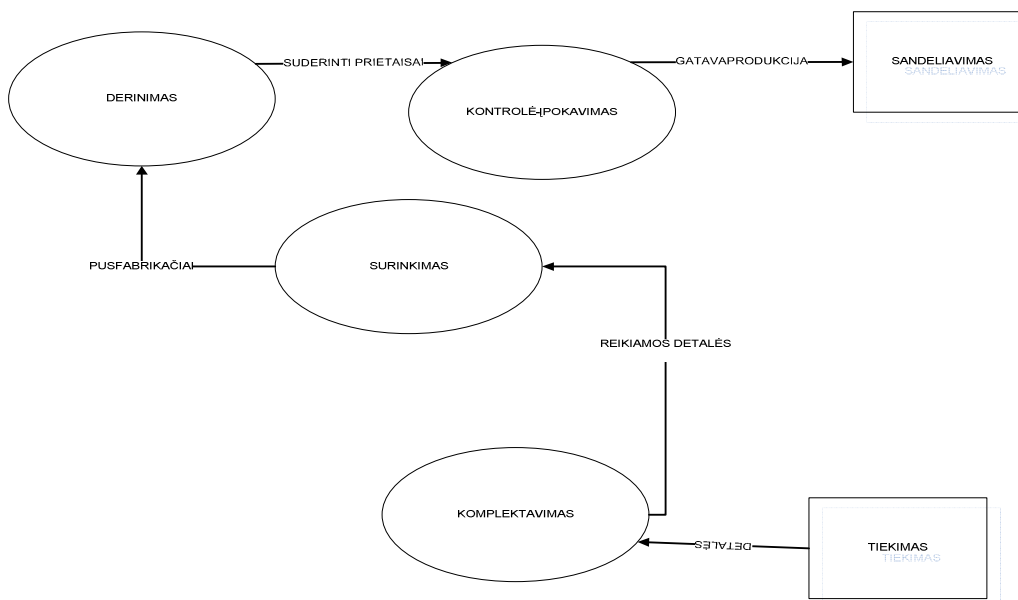 SUDERINTI PRIETAISAI
GATAVAPRODUKCIJA
SANDELIAVIMAS
SANDELIAVIMAS
DERINIMAS
KONTROLĖ-ĮPOKAVIMAS
PUSFABRIKAČIAI
SURINKIMAS
REIKIAMOS DETALĖS
KOMPLEKTAVIMAS
DETALĖS
TIEKIMAS
TIEKIMAS